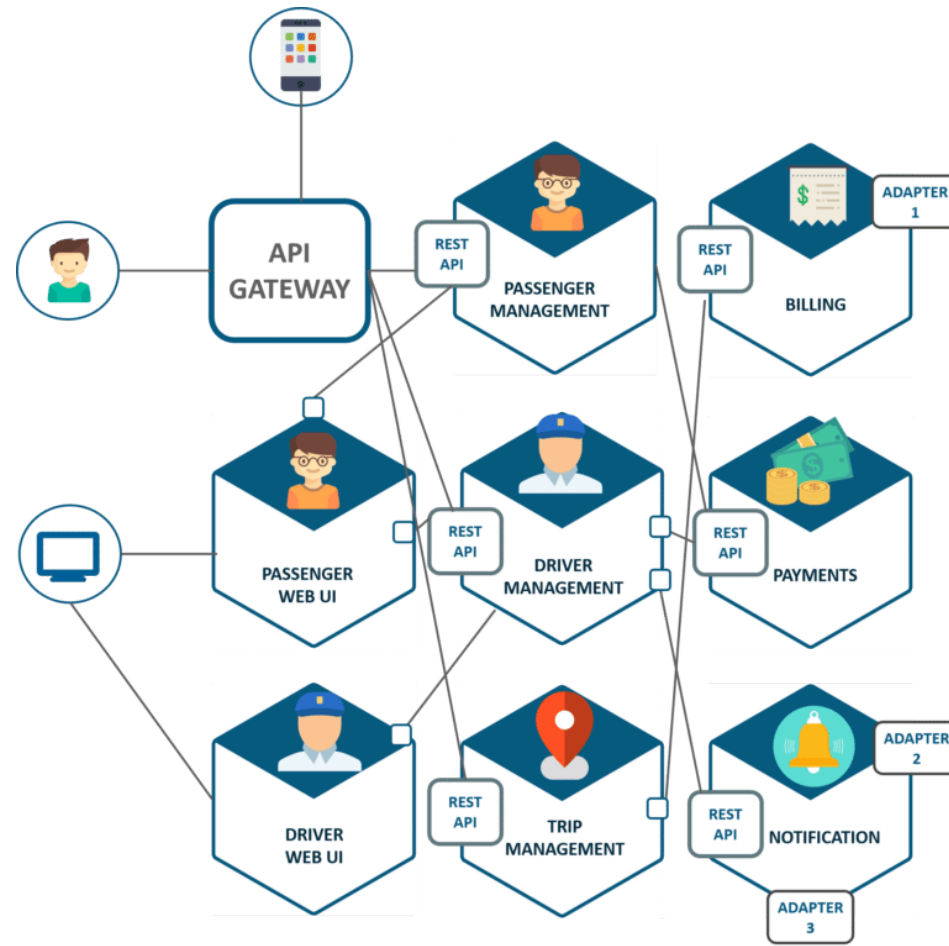 API
GATEWAY
REST
API
PASSENGER
MANAGEMENT
REST
API
BILLING
ADAPTER
1
PASSENGER
WEB UI
REST
API
DRIVER
MANAGEMENT
REST
API
PAYMENTS
DRIVER
WEB UI
REST
API
TRIP
MANAGEMENT
REST
API
NOTIFICATION
ADAPTER
2
ADAPTER
3